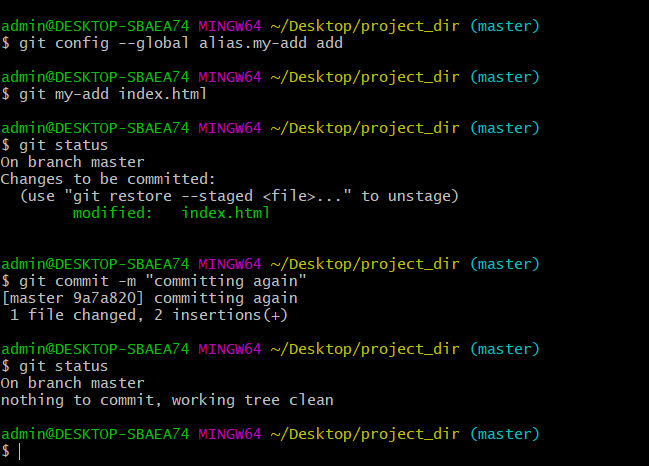 admin@DESKTOP-SBAEA74 MINGW64 ~/Desktop/project_dir (master)
$ git config --global alias.my-add add
admin@DESKTOP-SBAEA74 MINGW64 ~/Desktop/project_dir (master)
$ git my-add index.html
admin@DESKTOP-SBAEA74 MINGW64 ~/Desktop/project_dir (master)
$ git status
On branch master
Changes to be committed:
  (use "git restore --staged <file>..." to unstage)
        modified:   index.html
admin@DESKTOP-SBAEA74 MINGW64 ~/Desktop/project_dir (master)
$ git commit -m "committing again"
[master 9a7a820] committing again
 1 file changed, 2 insertions(+)
admin@DESKTOP-SBAEA74 MINGW64 ~/Desktop/project_dir (master)
$ git status
On branch master
nothing to commit, working tree clean
admin@DESKTOP-SBAEA74 MINGW64 ~/Desktop/project_dir (master)
$